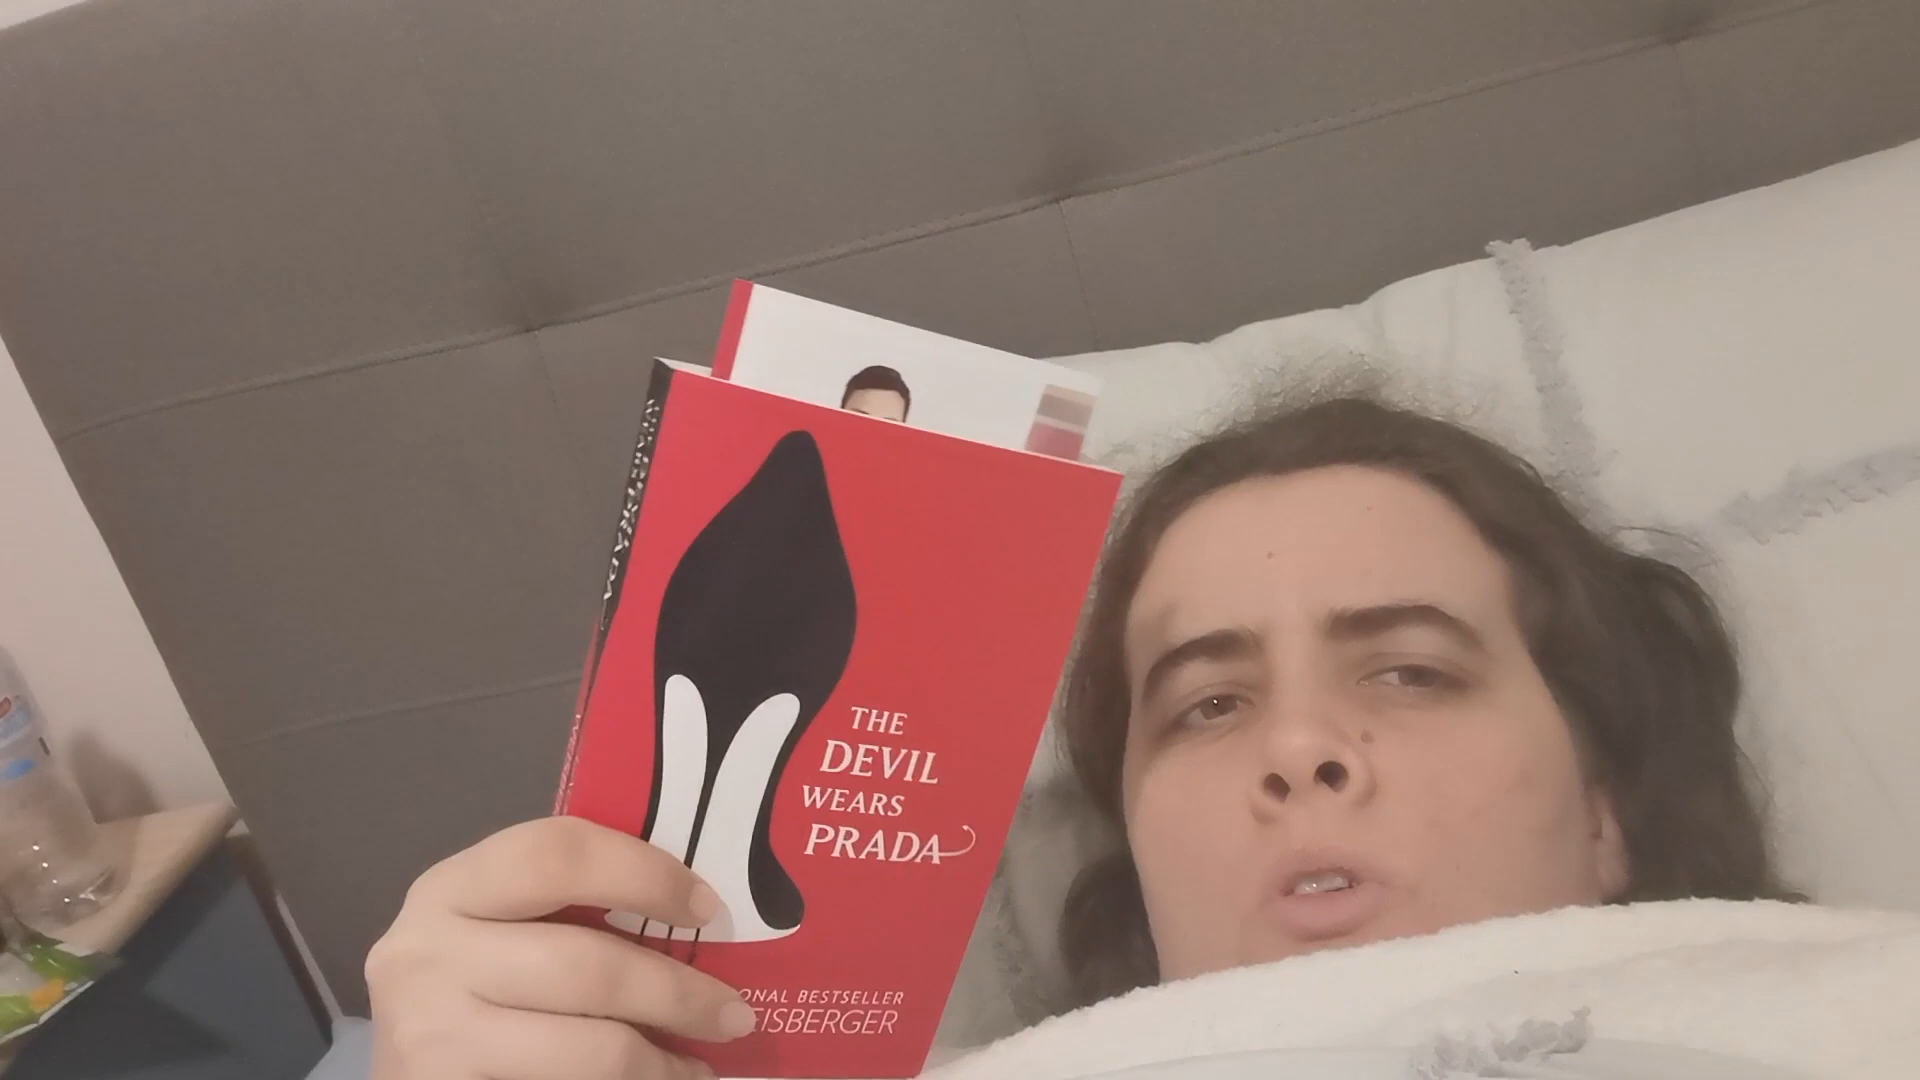 THE
DEVIL
WEARS
PRADA
ONAL BESTSELLER
EISBERGER